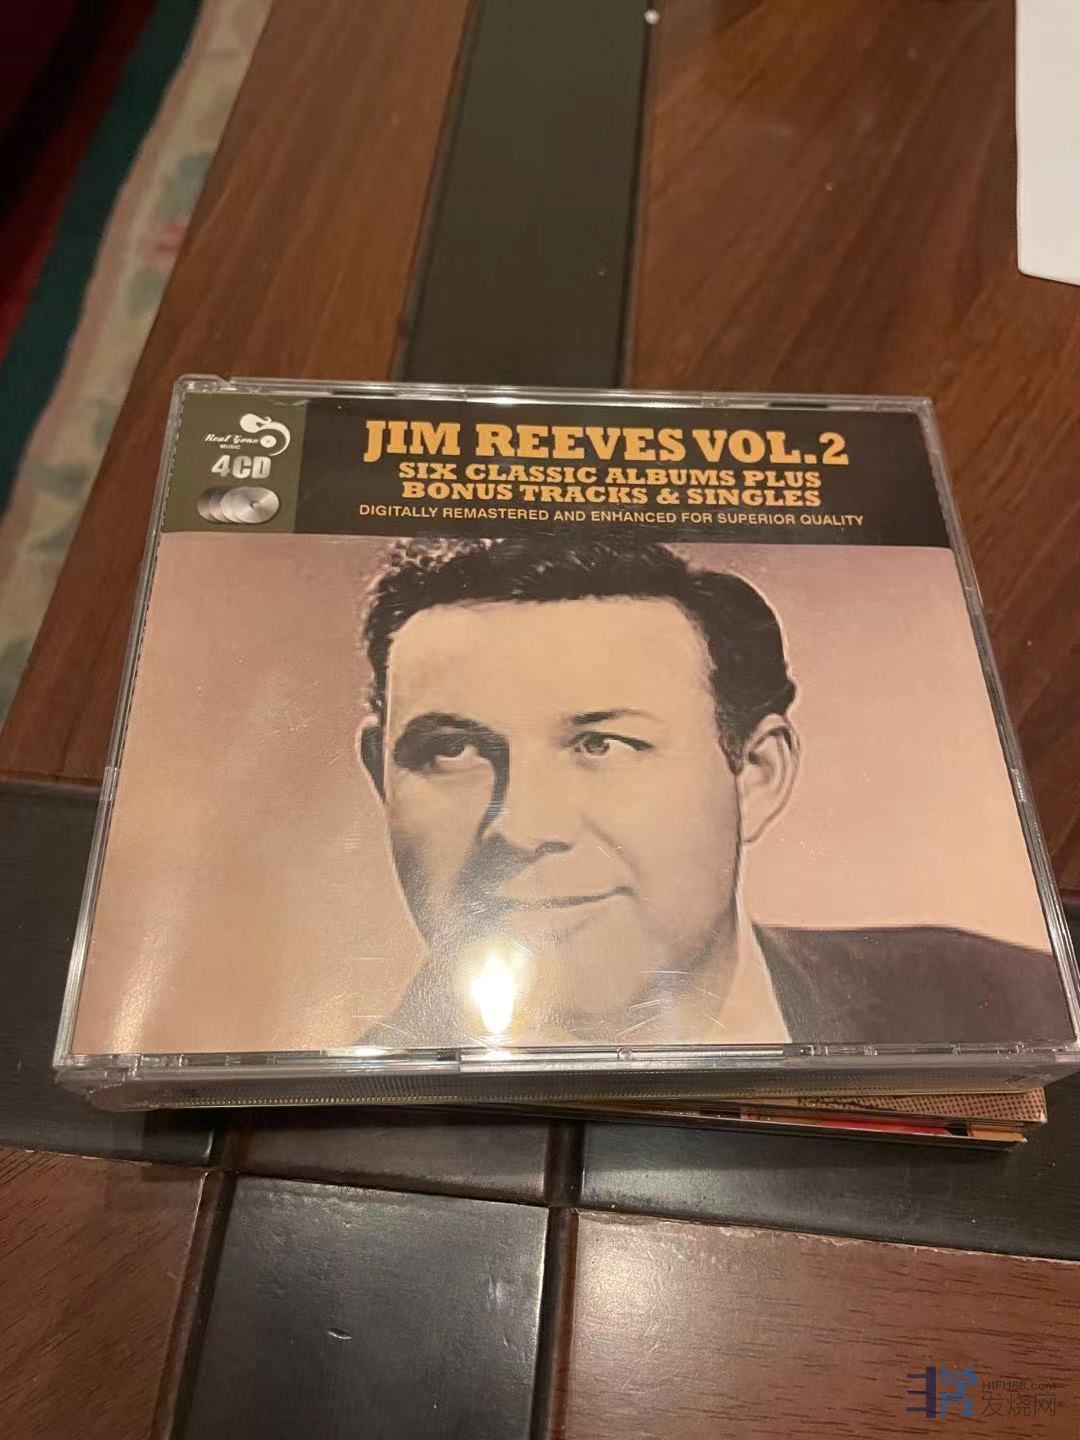 Real Gone
MUSIC
4CD
JIM REEVES VOL.2
SIX CLASSIC ALBUMS PLUS
BONUS TRACKS & SINGLES
DIGITALLY REMASTERED AND ENHANCED FOR SUPERIOR QUALITY
HIFI168.com
发烧网